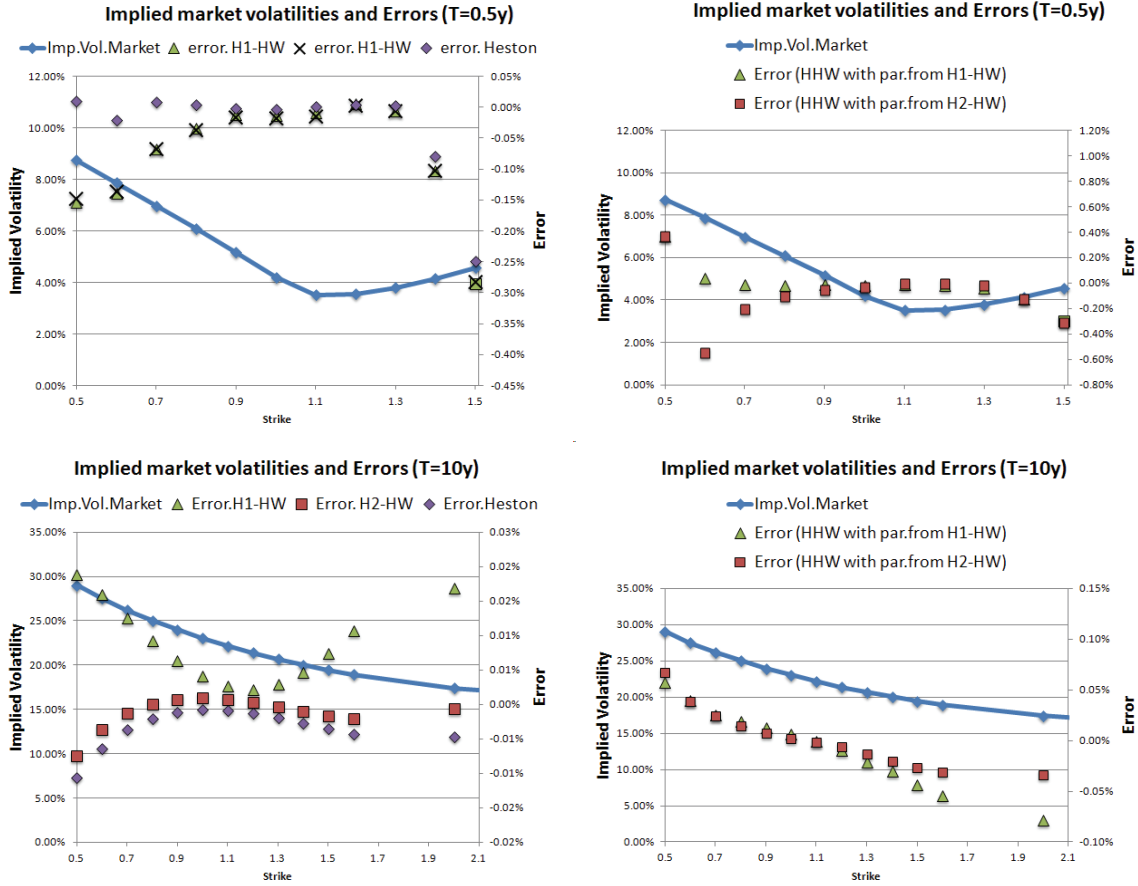 Implied market volatilities and Errors (T=0.5y)
Imp.Vol.Market error. H1-HW error. H1-HW error. Heston
12.00%
10.00%
8.00%
6.00%
4.00%
2.00%
0.00%
Implied Volatility
0.05%
0.00%
-0.05%
-0.10%
-0.15%
-0.20%
-0.25%
-0.30%
-0.35%
-0.40%
-0.45%
Error
0.5 0.7 0.9 1.1 1.3 1.5
Strike
Implied market volatilities and Errors (T=0.5y)
Imp.Vol.Market
Error (HHW with par.from H1-HW)
Error (HHW with par.from H2-HW)
12.00%
10.00%
8.00%
6.00%
4.00%
2.00%
0.00%
Implied Volatility
1.20%
1.00%
0.80%
0.60%
0.40%
0.20%
0.00%
-0.20%
-0.40%
-0.60%
-0.80%
Error
0.5 0.7 0.9 1.1 1.3 1.5
Strike
Implied market volatilities and Errors (T=10y)
Imp.Vol.Market Error.H1-HW Error. H2-HW Error.Heston
35.00%
30.00%
25.00%
20.00%
15.00%
10.00%
5.00%
0.00%
Implied Volatility
0.03%
0.02%
0.02%
0.01%
0.01%
0.00%
-0.01%
-0.01%
-0.02%
-0.02%
Error
0.5 0.7 0.9 1.1 1.3 1.5 1.7 1.9 2.1
Strike
Implied market volatilities and Errors (T=10y)
Imp.Vol.Market
Error (HHW with par.from H1-HW)
Error (HHW with par.from H2-HW)
35.00%
30.00%
25.00%
20.00%
15.00%
10.00%
5.00%
0.00%
Implied Volatility
0.15%
0.10%
0.05%
0.00%
-0.05%
-0.10%
Error
0.5 0.7 0.9 1.1 1.3 1.5 1.7 1.9 2.1
Strike